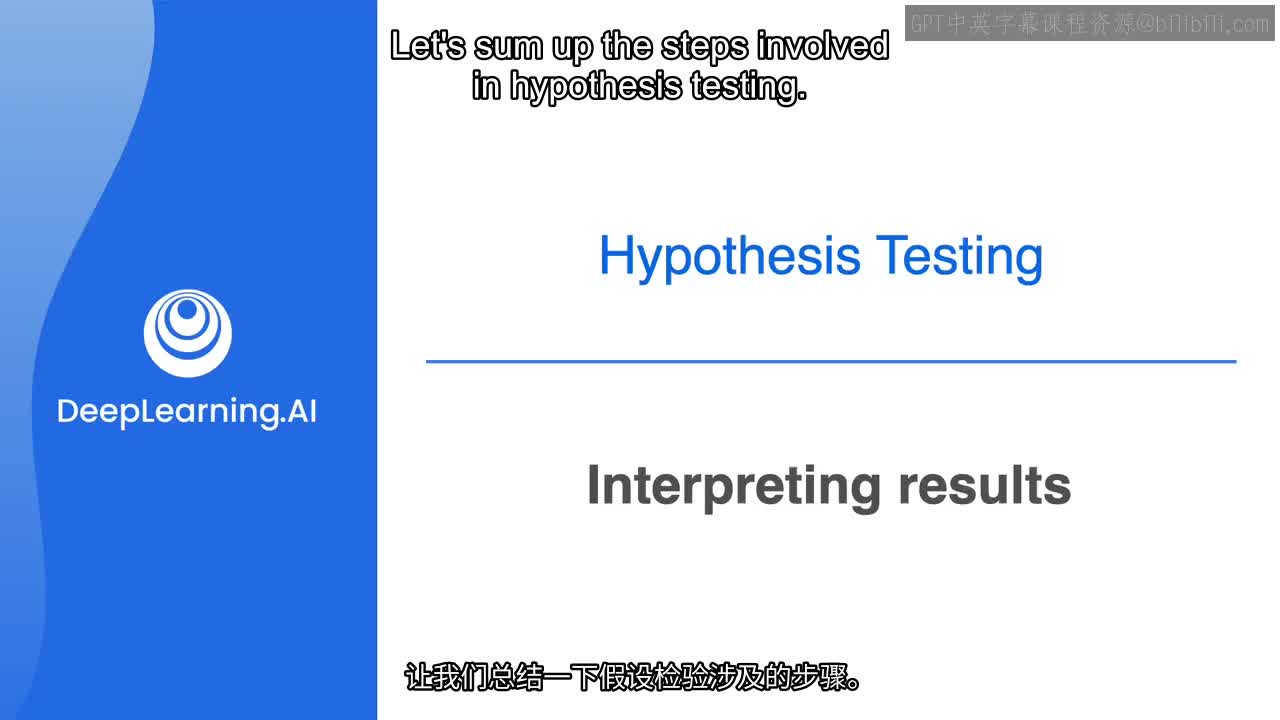 GPT中英字幕课程资源@bilibili.com
Let's sum up the steps involved
in hypothesis testing.
Hypothesis Testing
DeepLearning.AI
Interpreting results
让我们总结一下假设检验涉及的步骤。